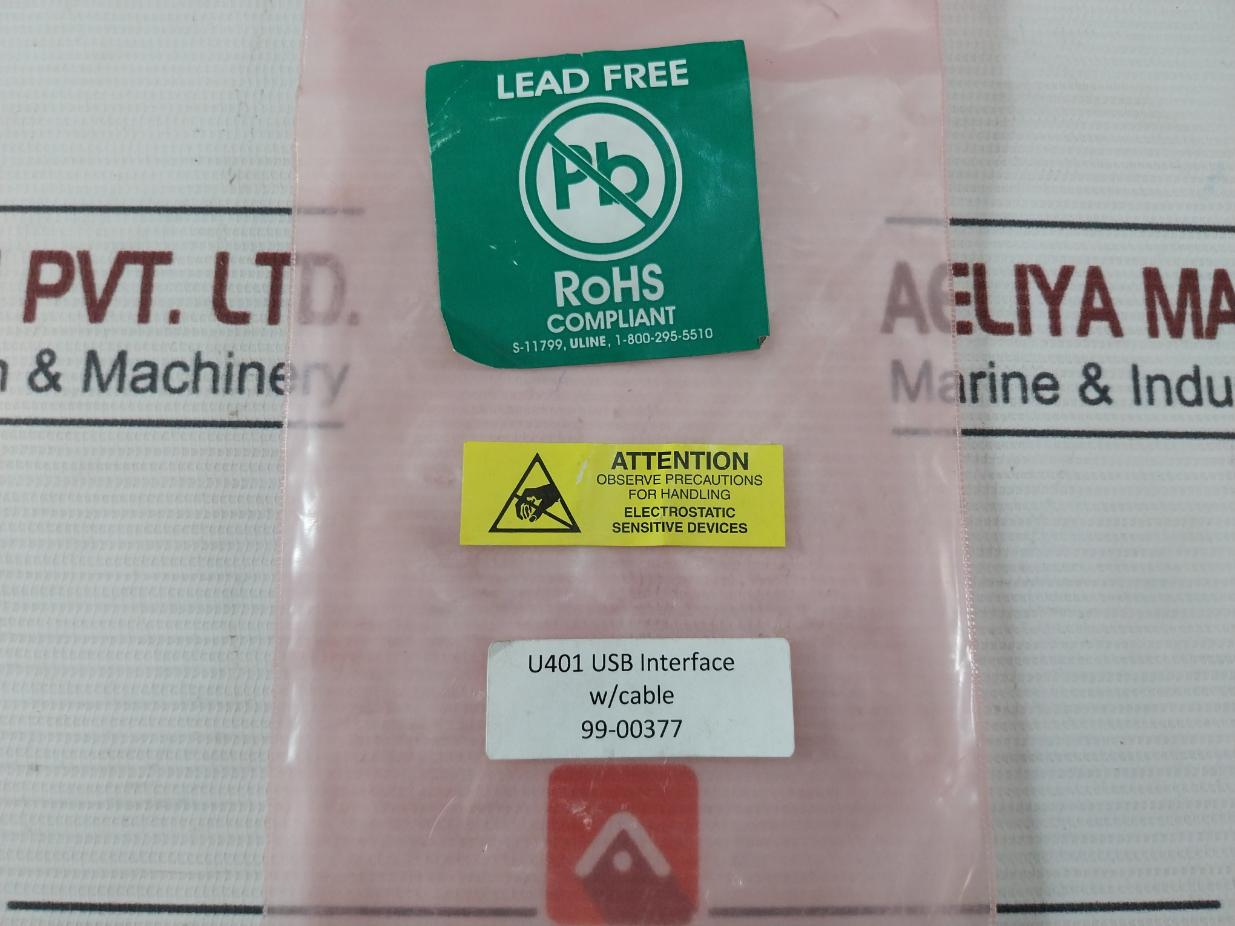 LEAD FREE
Pb
RoHS
COMPLIANT
S-11799, ULINE, 1-800-295-5510
PVT. LTD.
& Machinery
AELIYA MA
Marine & Indu
ATTENTION
OBSERVE PRECAUTIONS
FOR HANDLING
ELECTROSTATIC
SENSITIVE DEVICES
U401 USB Interface
w/cable
99-00377